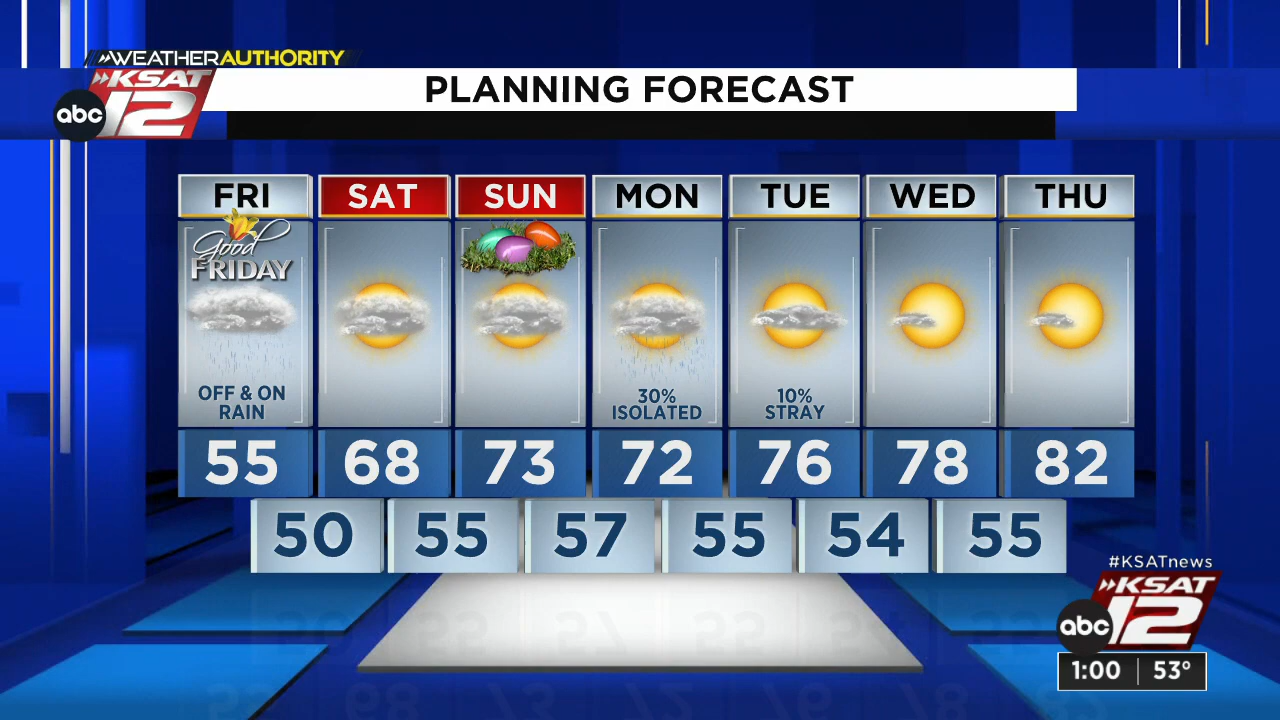 WEATHERAUTHORITY
KSAT
abc 12
PLANNING FORECAST
FRI SAT SUN MON TUE WED THU
Good
FRIDAY
OFF & ON
RAIN
30%
ISOLATED
10%
STRAY
55 68 73 72 76 78 82
50 55 57 55 54 55
#KSATnews
KSAT
abc 12
1:00 53°